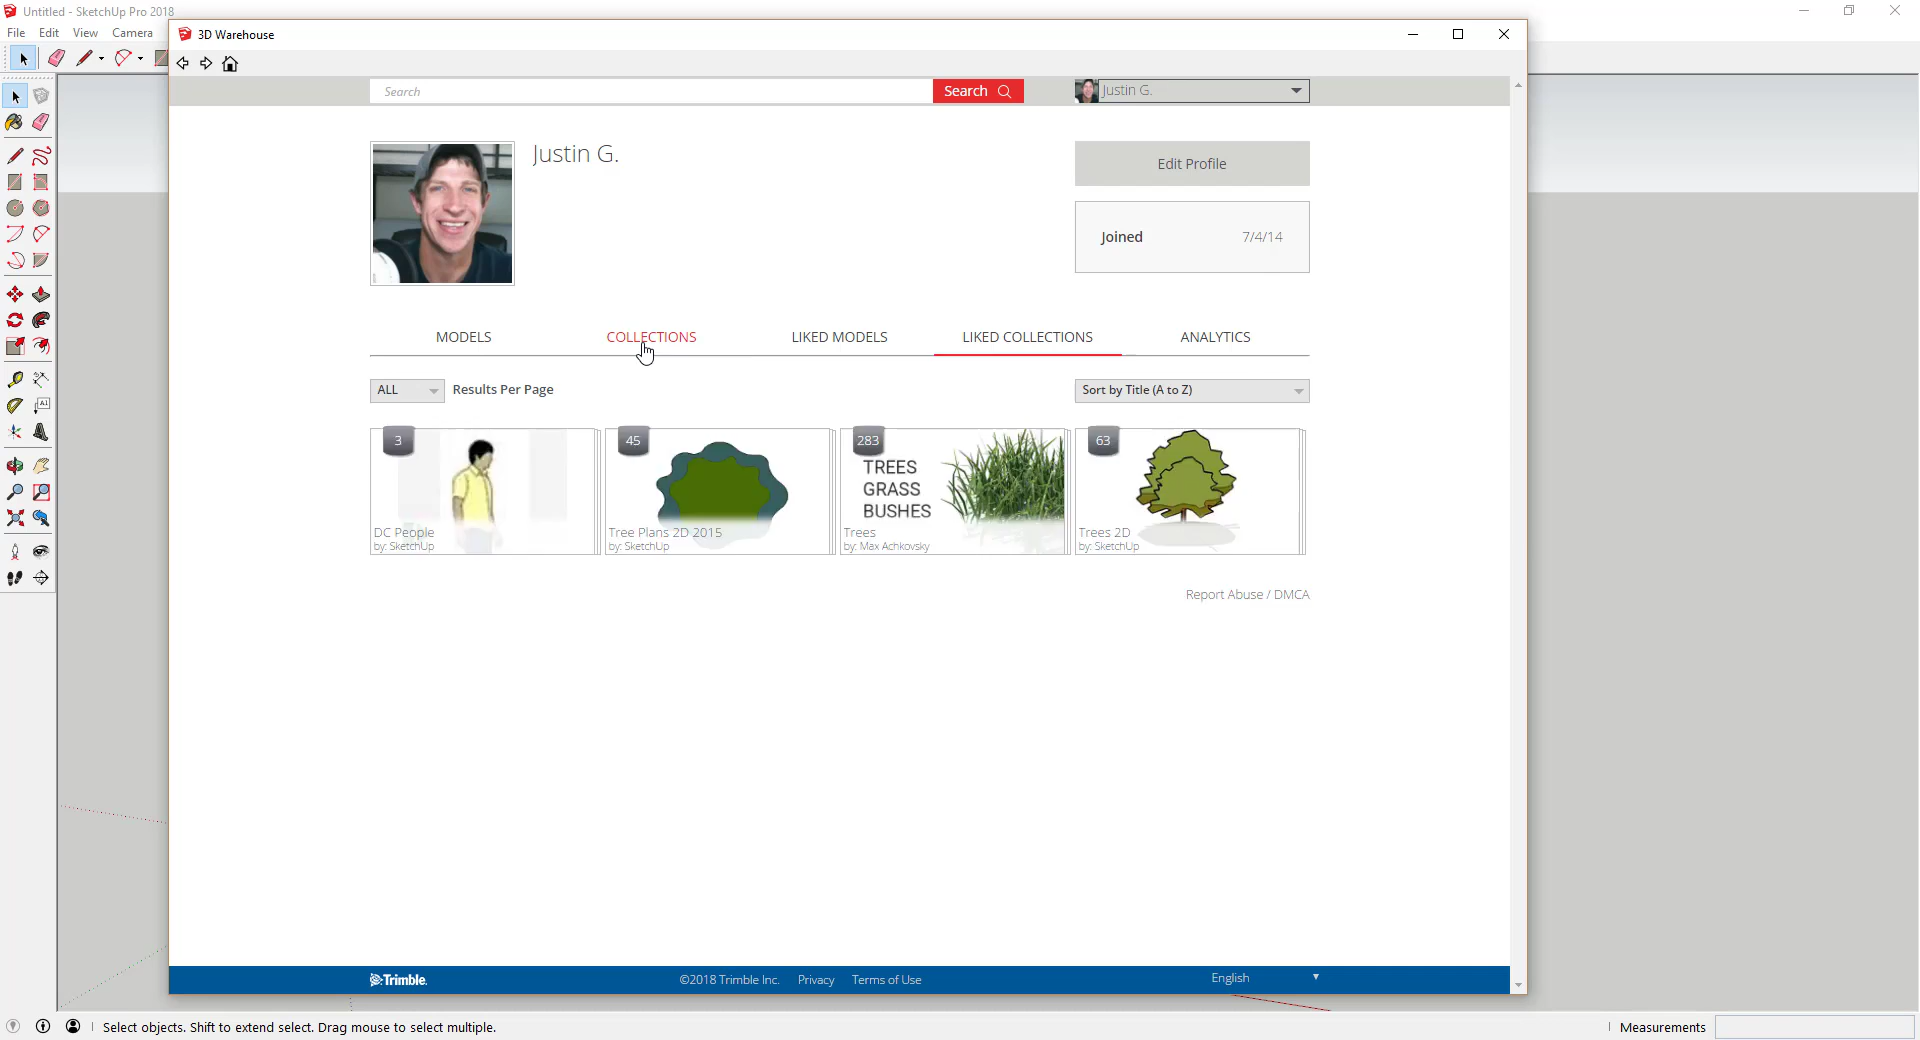 Untitled - SketchUp Pro 2018
File Edit View Camera
3D Warehouse
Search Search Justin G.
Justin G.
Edit Profile
Joined 7/4/14
MODELS COLLECTIONS LIKED MODELS LIKED COLLECTIONS ANALYTICS
ALL Results Per Page Sort by Title (A to Z)
3
DC People
by: SketchUp
45
Tree Plans 2D 2015
by: SketchUp
283
TREES
GRASS
BUSHES
Trees
by: Max Achkovsky
63
Trees 2D
by: SketchUp
Report Abuse / DMCA
Trimble. ©2018 Trimble Inc. Privacy Terms of Use English
Select objects. Shift to extend select. Drag mouse to select multiple. Measurements